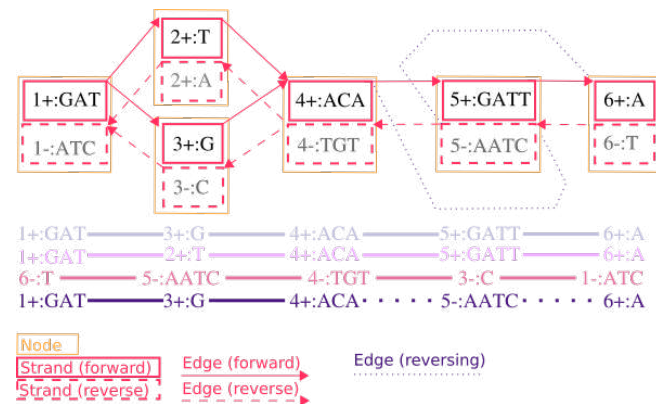 2+:T
2+:A
1+:GAT
1-:ATC
3+:G
3-:C
4+:ACA
4-:TGT
5+:GATT
5-:AATC
6+:A
6-:T
1+:GAT 3+:G 4+:ACA 5+:GATT 6+:A
1+:GAT 2+:T 4+:ACA 5+:GATT 6+:A
6-:T 5-:AATC 4-:TGT 3-:C 1-:ATC
1+:GAT 3+:G 4+:ACA 5-:AATC 6+:A
Node
Strand (forward) Edge (forward) Edge (reversing)
Strand (reverse) Edge (reverse)